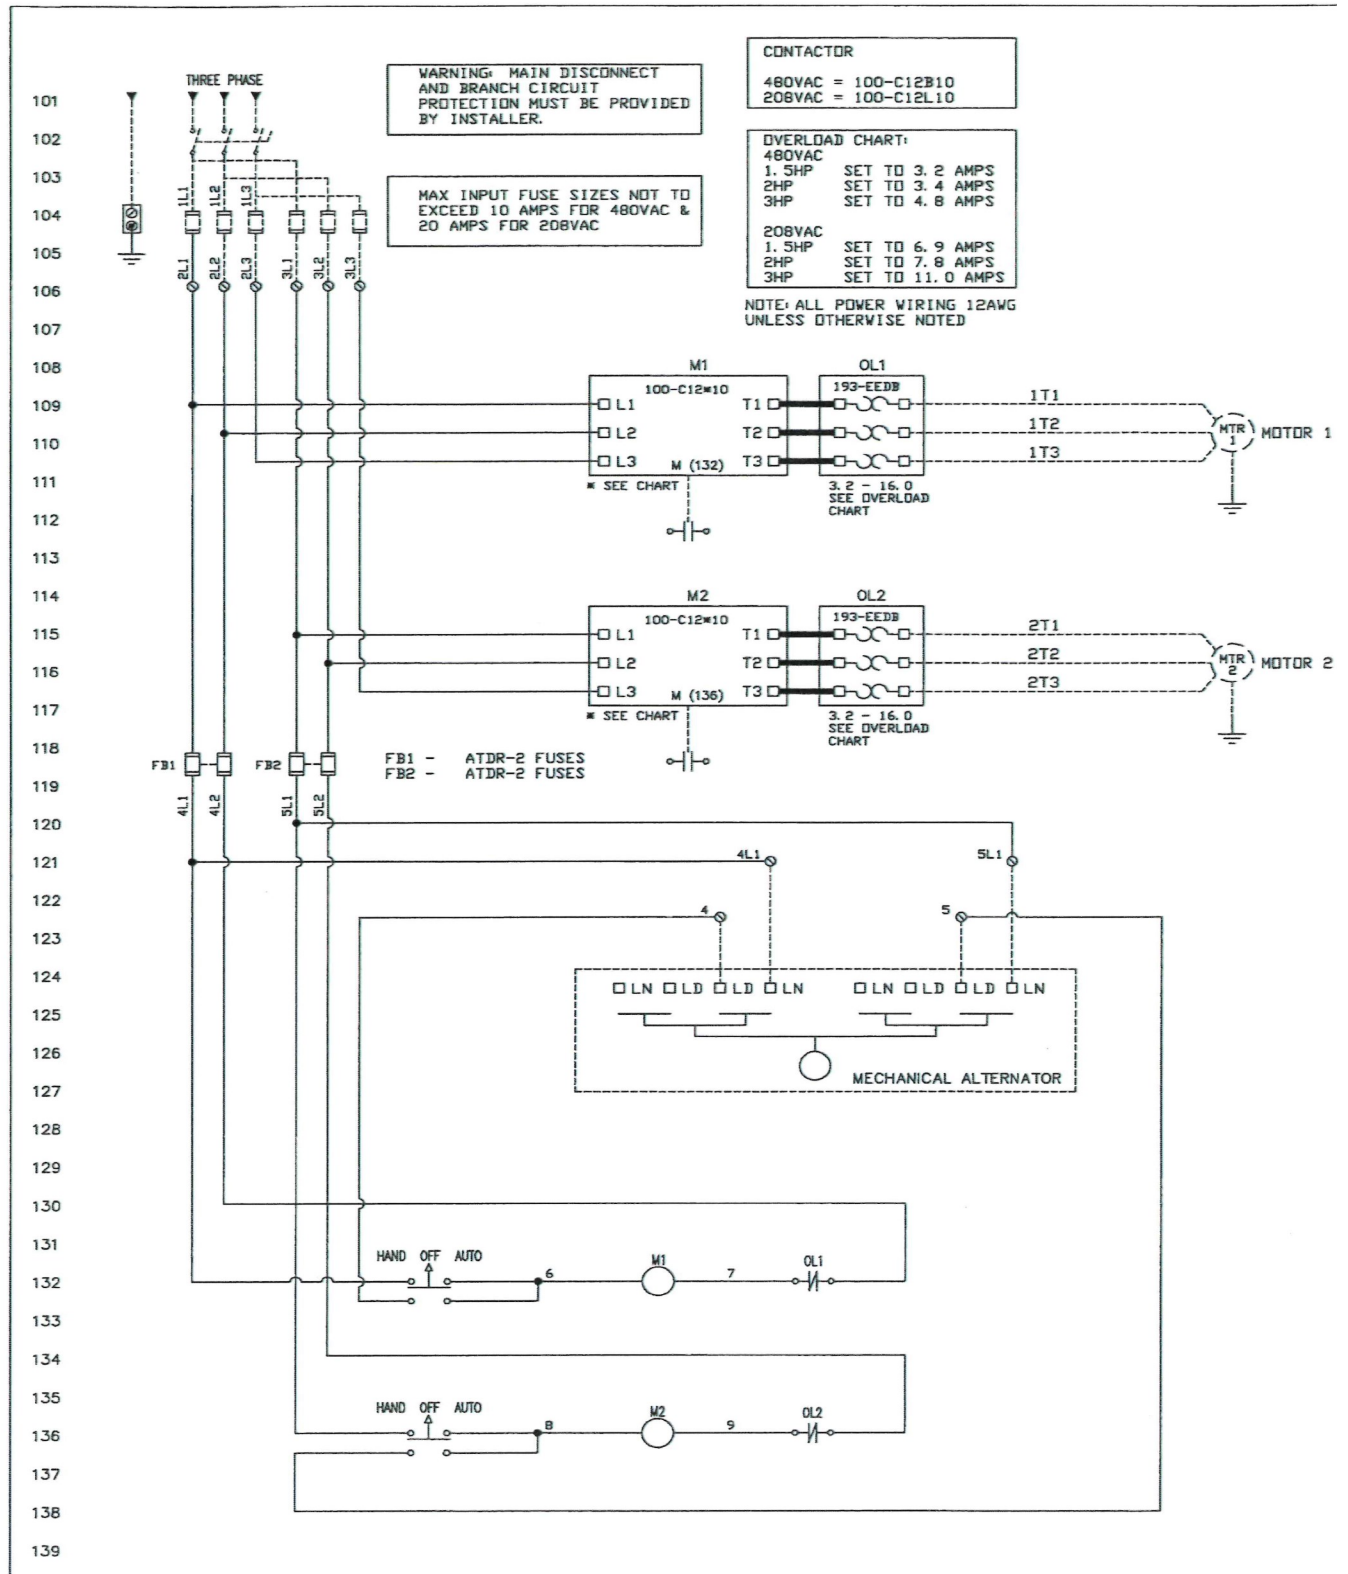 THREE PHASE
WARNING: MAIN DISCONNECT
AND BRANCH CIRCUIT
PROTECTION MUST BE PROVIDED
BY INSTALLER.
CONTACTOR
480VAC = 100-C12B10
208VAC = 100-C12L10
OVERLOAD CHART:
480VAC
1.5HP SET TO 3.2 AMPS
2HP SET TO 3.4 AMPS
3HP SET TO 4.8 AMPS
208VAC
1.5HP SET TO 6.9 AMPS
2HP SET TO 7.8 AMPS
3HP SET TO 11.0 AMPS
MAX INPUT FUSE SIZES NOT TO
EXCEED 10 AMPS FOR 480VAC &
20 AMPS FOR 208VAC
NOTE: ALL POWER WIRING 12AWG
UNLESS OTHERWISE NOTED
101
102
103
104
105
106
107
108
109
110
111
112
113
114
115
116
117
118
119
120
121
122
123
124
125
126
127
128
129
130
131
132
133
134
135
136
137
138
139
1L1
1L2
1L3
2L1
2L2
2L3
3L1
3L2
3L3
M1
100-C12*10
L1 T1
L2 T2
L3 M (132) T3
* SEE CHART
OL1
193-EEDB
3.2 - 16.0
SEE OVERLOAD
CHART
1T1
1T2
1T3
MTR
1
MOTOR 1
M2
100-C12*10
L1 T1
L2 T2
L3 M (136) T3
* SEE CHART
OL2
193-EEDB
3.2 - 16.0
SEE OVERLOAD
CHART
2T1
2T2
2T3
MTR
2
MOTOR 2
FB1
FB2
FB1 - ATDR-2 FUSES
FB2 - ATDR-2 FUSES
4L1
4L2
5L1
5L2
4L1
5L1
4
5
LN LD LD LN LN LD LD LN
MECHANICAL ALTERNATOR
HAND OFF AUTO
6
M1
7
OL1
HAND OFF AUTO
8
M2
9
OL2